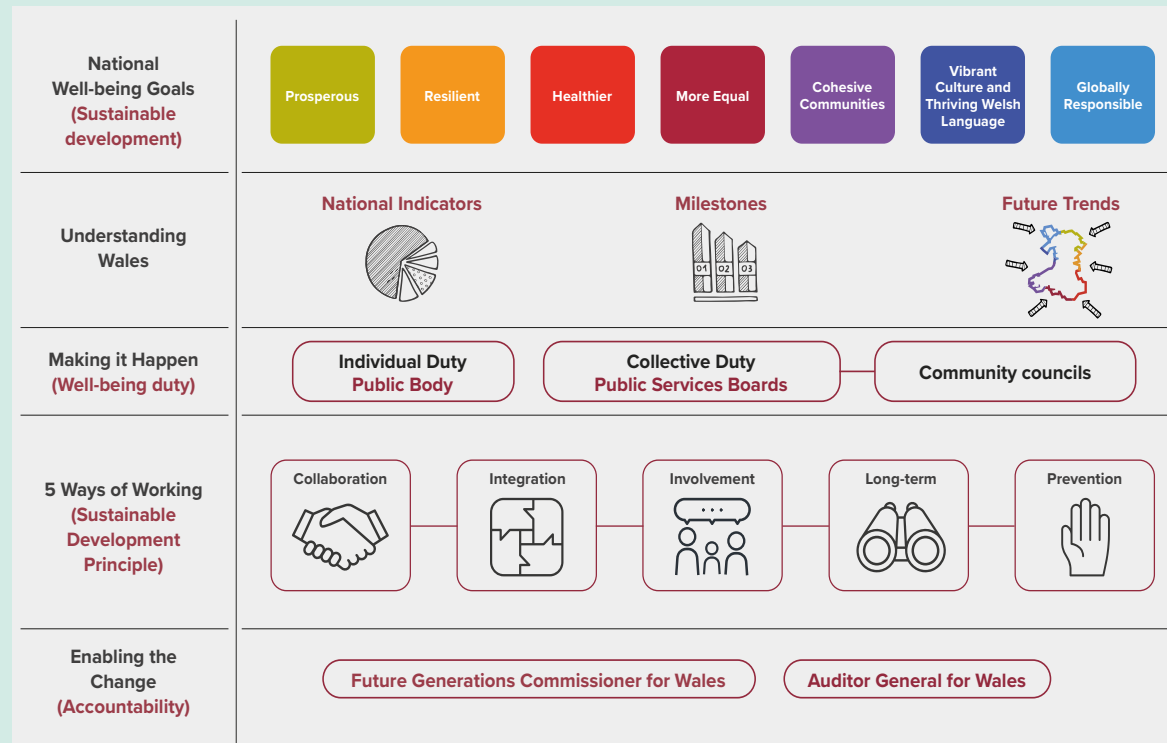 National
Well-being Goals
(Sustainable
development)
Prosperous
Resilient
Healthier
More Equal
Cohesive
Communities
Vibrant
Culture and
Thriving Welsh
Language
Globally
Responsible
Understanding
Wales
National Indicators
Milestones
01 02 03
Future Trends
Making it Happen
(Well-being duty)
Individual Duty
Public Body
Collective Duty
Public Services Boards
Community councils
5 Ways of Working
(Sustainable
Development
Principle)
Collaboration
Integration
Involvement
Long-term
Prevention
Enabling the
Change
(Accountability)
Future Generations Commissioner for Wales
Auditor General for Wales